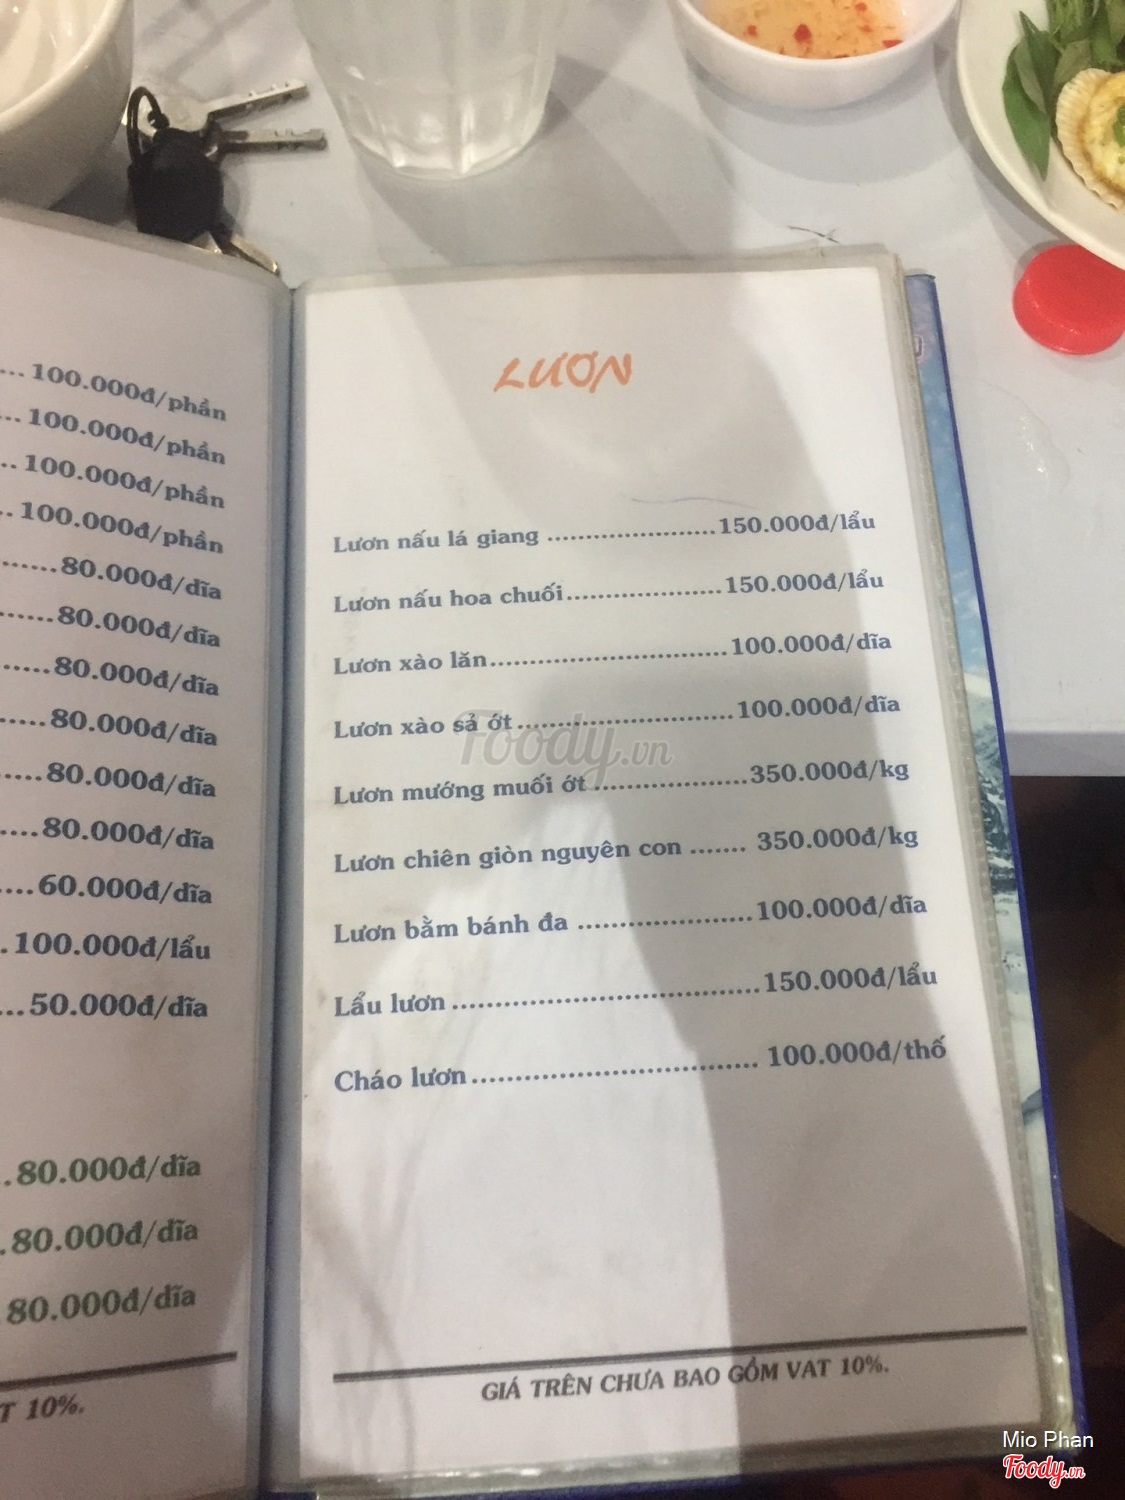 ... 100.000đ/phần
... 100.000đ/phần
... 100.000đ/phần
.. 100.000đ/phần
.......80.000đ/dĩa
......80.000đ/dĩa
.....80.000đ/dĩa
.....80.000đ/dĩa
.....80.000đ/dĩa
....80.000đ/dĩa
....60.000đ/dĩa
.100.000đ/lẩu
...50.000đ/dĩa
.80.000đ/dĩa
.80.000đ/dĩa
80.000đ/dĩa
T 10%.
LƯƠN
Lươn nấu lá giang .......................150.000đ/lẩu
Lươn nấu hoa chuối.....................150.000đ/lẩu
Lươn xào lăn................................100.000đ/dĩa
Lươn xào sả ớt.............................100.000đ/dĩa
Lươn mướng muối ớt.....................350.000đ/kg
Lươn chiên giòn nguyên con ....... 350.000đ/kg
Lươn bằm bánh đa .......................100.000đ/dĩa
Lẩu lươn.........................................150.000đ/lẩu
Cháo lươn...................................... 100.000đ/thố
GIÁ TRÊN CHƯA BAO GỒM VAT 10%.
Foody.vn
Mio Phan
Foody.vn